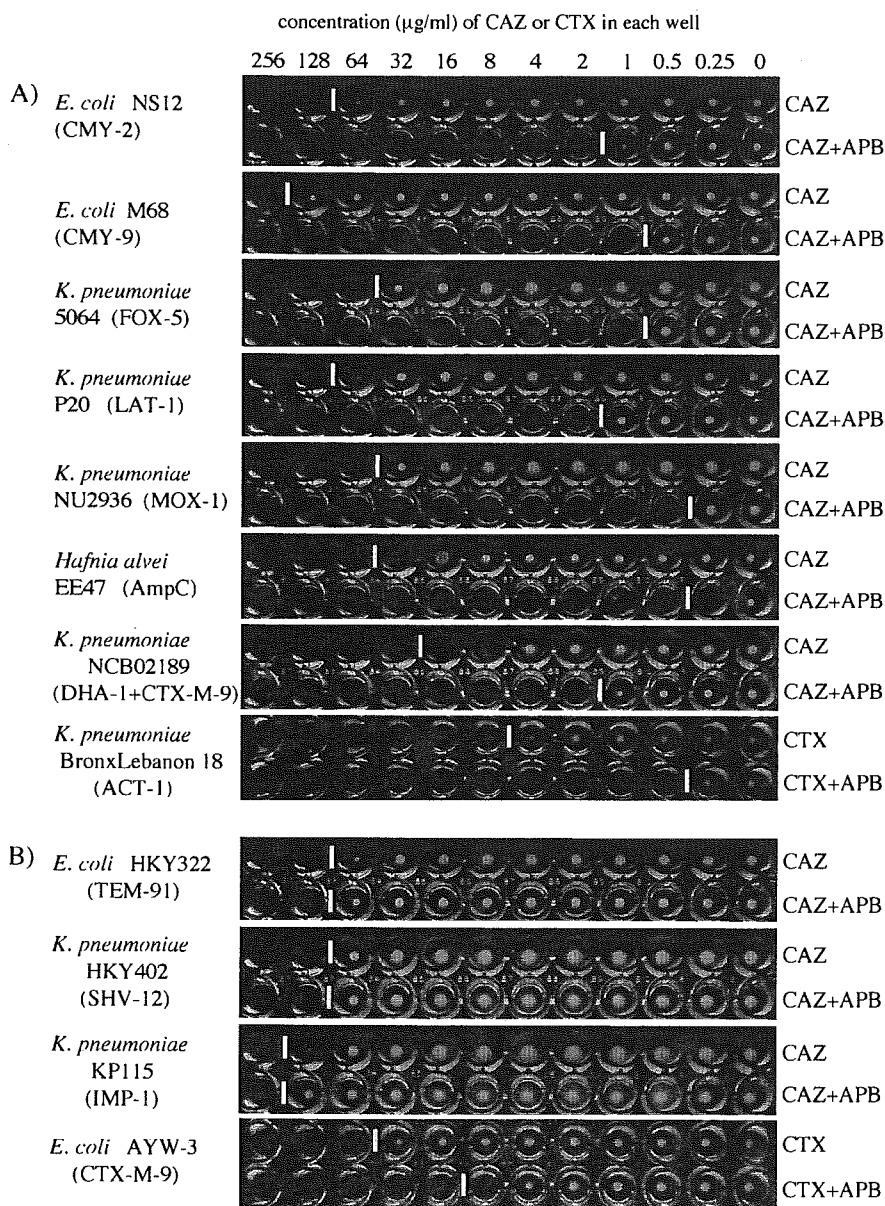 concentration (µg/ml) of CAZ or CTX in each well
256 128 64 32 16 8 4 2 1 0.5 0.25 0
A)
E. coli NS12
(CMY-2)
CAZ
CAZ+APB
E. coli M68
(CMY-9)
CAZ
CAZ+APB
K. pneumoniae
5064 (FOX-5)
CAZ
CAZ+APB
K. pneumoniae
P20 (LAT-1)
CAZ
CAZ+APB
K. pneumoniae
NU2936 (MOX-1)
CAZ
CAZ+APB
Hafnia alvei
EE47 (AmpC)
CAZ
CAZ+APB
K. pneumoniae
NCB02189
(DHA-1+CTX-M-9)
CAZ
CAZ+APB
K. pneumoniae
BronxLebanon 18
(ACT-1)
CTX
CTX+APB
B)
E. coli HKY322
(TEM-91)
CAZ
CAZ+APB
K. pneumoniae
HKY402
(SHV-12)
CAZ
CAZ+APB
K. pneumoniae
KP115
(IMP-1)
CAZ
CAZ+APB
E. coli AYW-3
(CTX-M-9)
CTX
CTX+APB